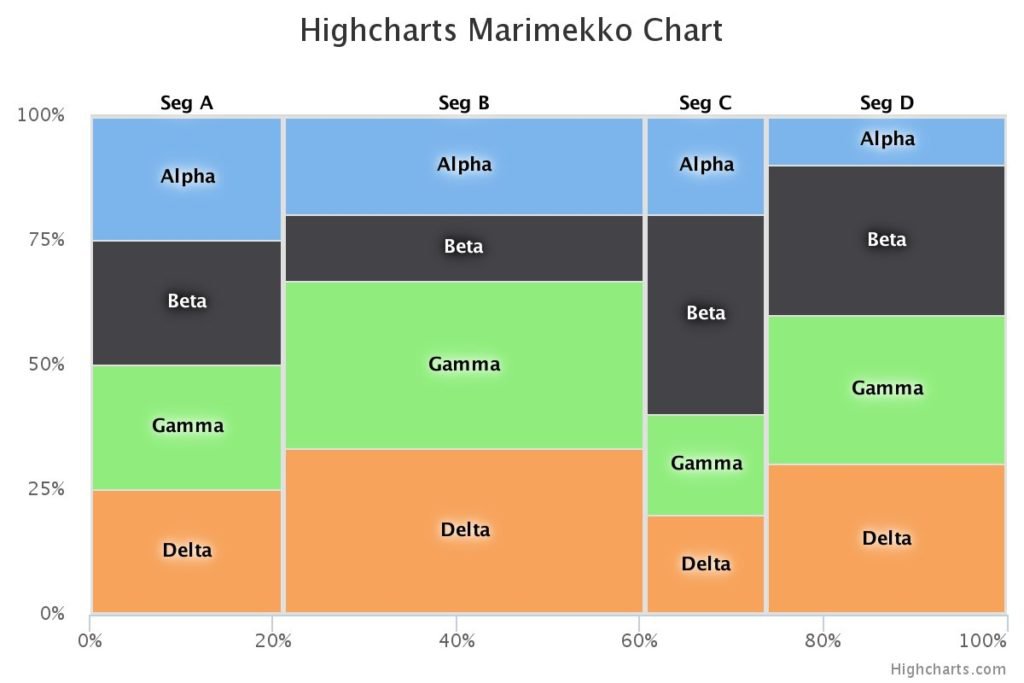 Highcharts Marimekko Chart
Seg A Seg B Seg C Seg D
100%
Alpha
Alpha
Alpha
Alpha
75%
Beta
Beta
Beta
Beta
50%
Gamma
Gamma
Gamma
Gamma
25%
Delta
Delta
Delta
Delta
0%
0% 20% 40% 60% 80% 100%
Highcharts.com